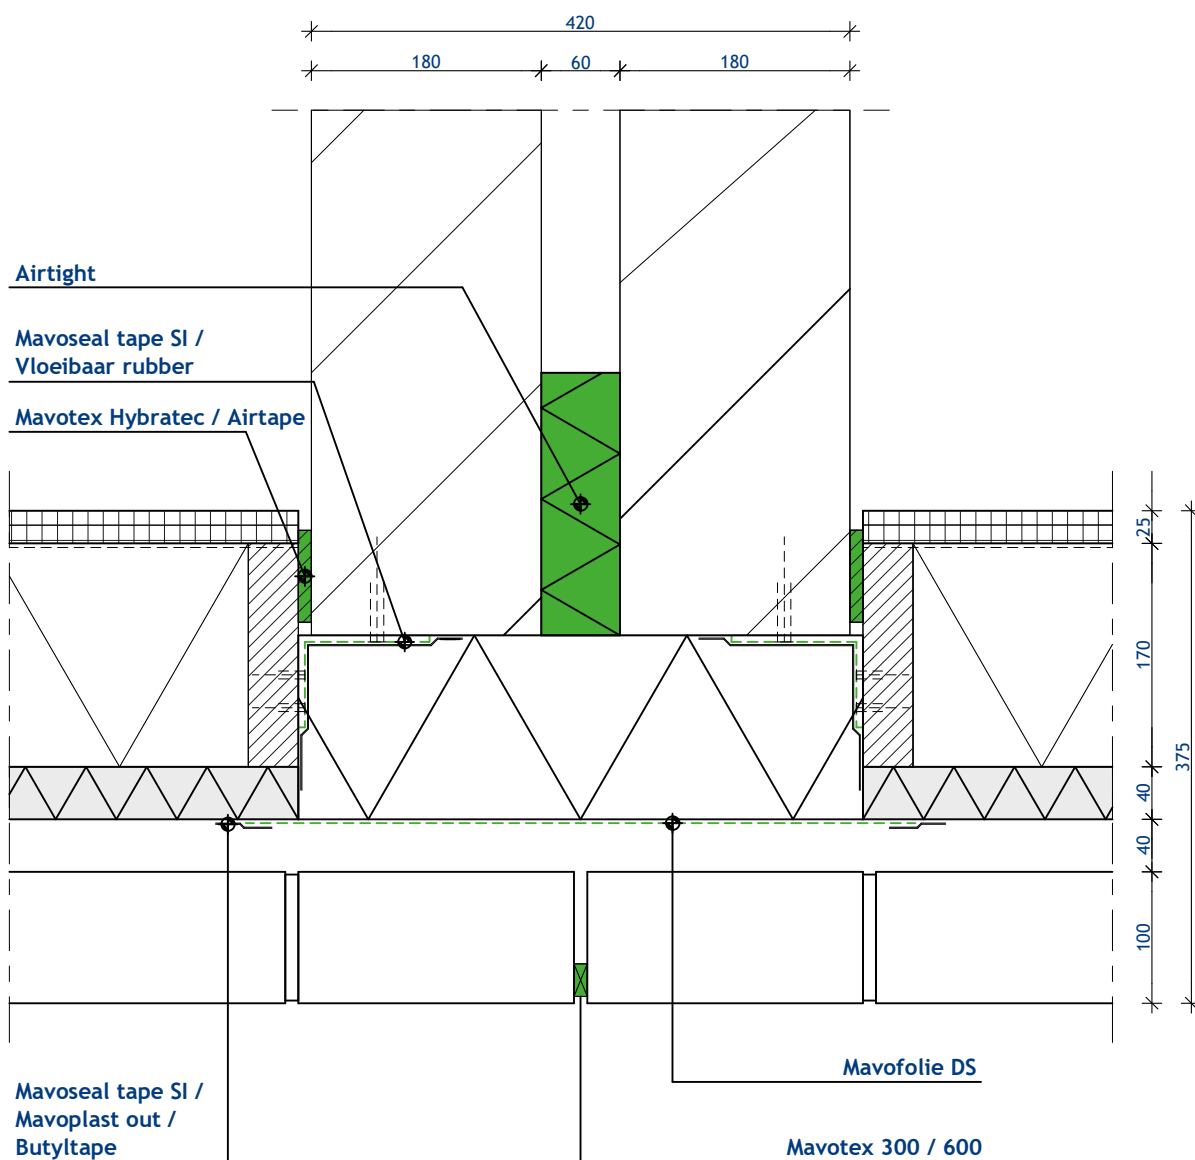 420
180
60
180
Airtight
Mavoseal tape SI /
Vloeibaar rubber
Mavotex Hybratec / Airtape
25
170
375
40
40
100
Mavofolie DS
Mavoseal tape SI /
Mavoplast out /
Butyltape
Mavotex 300 / 600